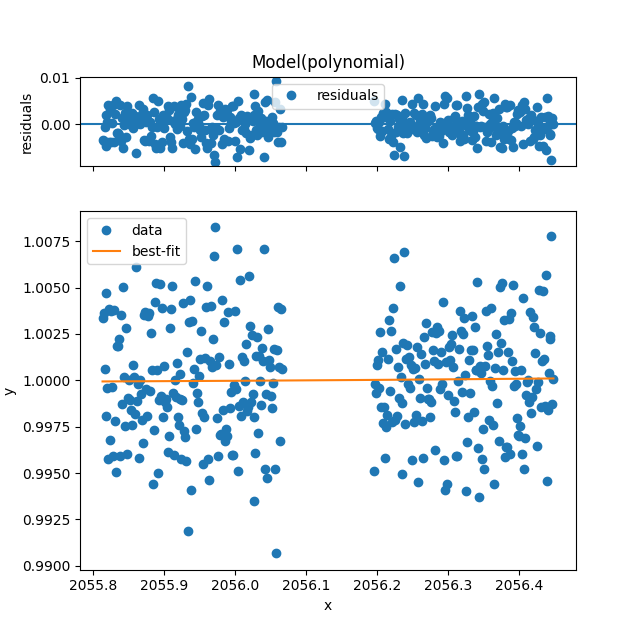 Model(polynomial)
0.01
0.00
residuals
residuals
data
best-fit
1.0075
1.0050
1.0025
1.0000
0.9975
0.9950
0.9925
0.9900
y
2055.8 2055.9 2056.0 2056.1 2056.2 2056.3 2056.4
x